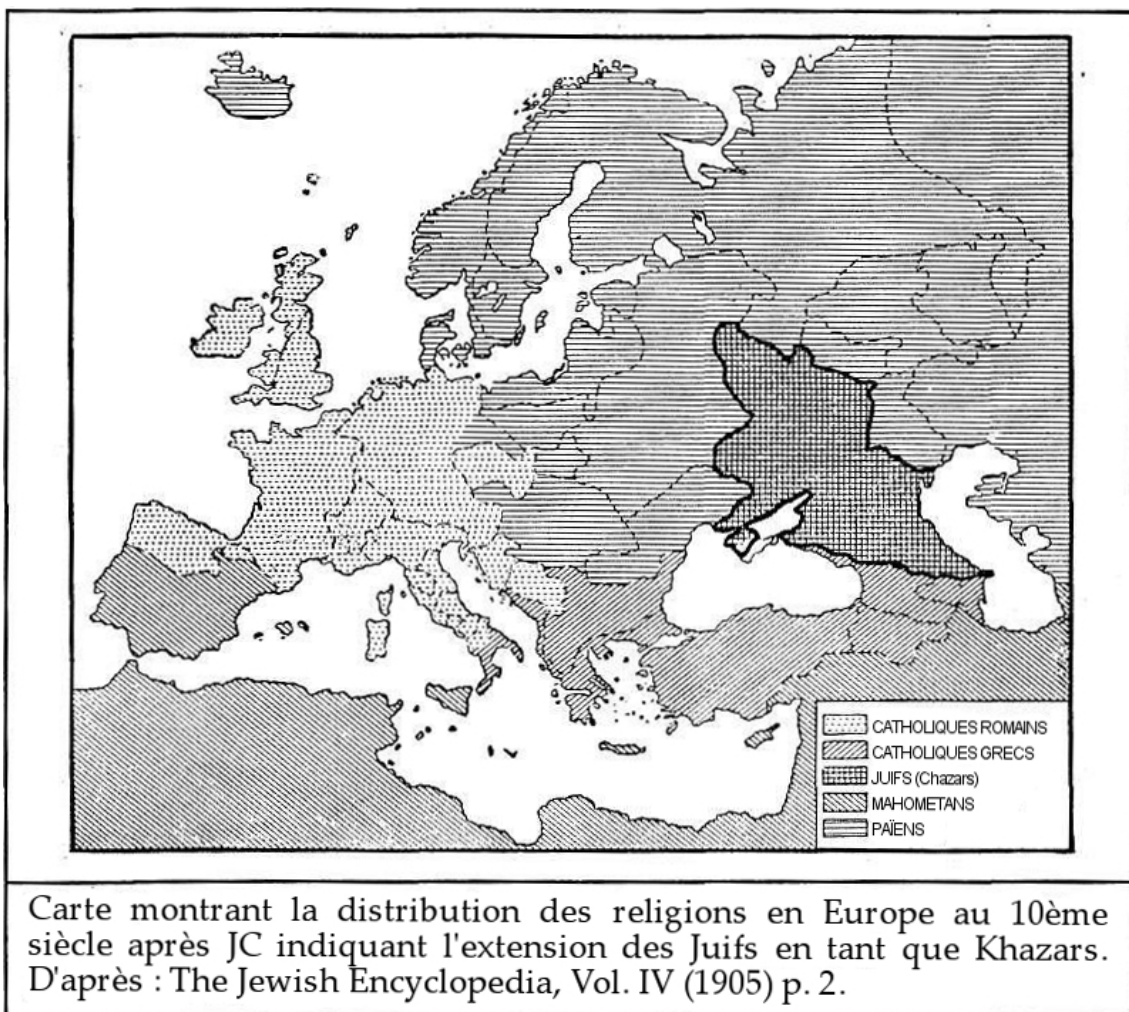 CATHOLIQUES ROMAINS
CATHOLIQUES GRECS
JUIFS (Chazars)
MAHOMETANS
PAÏENS
Carte montrant la distribution des religions en Europe au 10ème
siècle après JC indiquant l'extension des Juifs en tant que Khazars.
D'après : The Jewish Encyclopedia, Vol. IV (1905) p. 2.